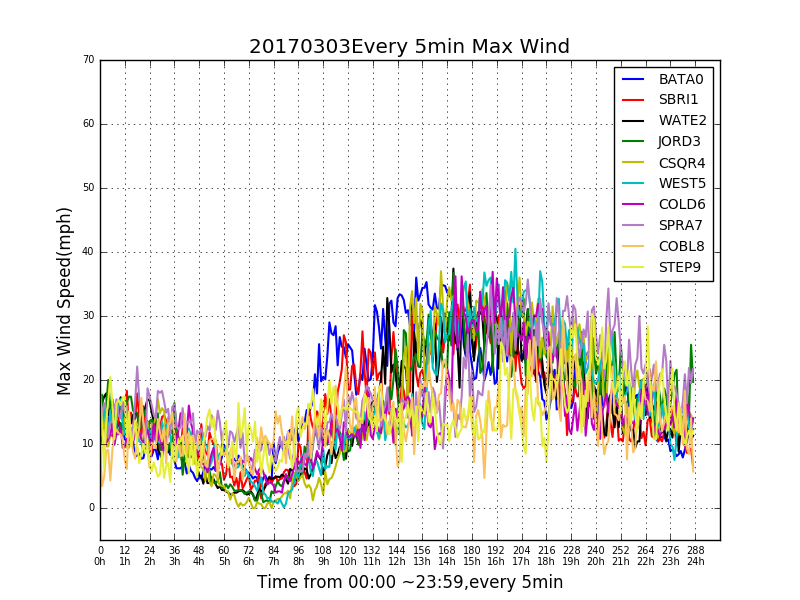 20170303Every 5min Max Wind
70
60
50
40
30
20
10
0
Max Wind Speed(mph)
BATA0
SBRI1
WATE2
JORD3
CSQR4
WEST5
COLD6
SPRA7
COBL8
STEP9
0 12 24 36 48 60 72 84 96 108 120 132 144 156 168 180 192 204 216 228 240 252 264 276 288
0h 1h 2h 3h 4h 5h 6h 7h 8h 9h 10h 11h 12h 13h 14h 15h 16h 17h 18h 19h 20h 21h 22h 23h 24h
Time from 00:00 ~23:59,every 5min